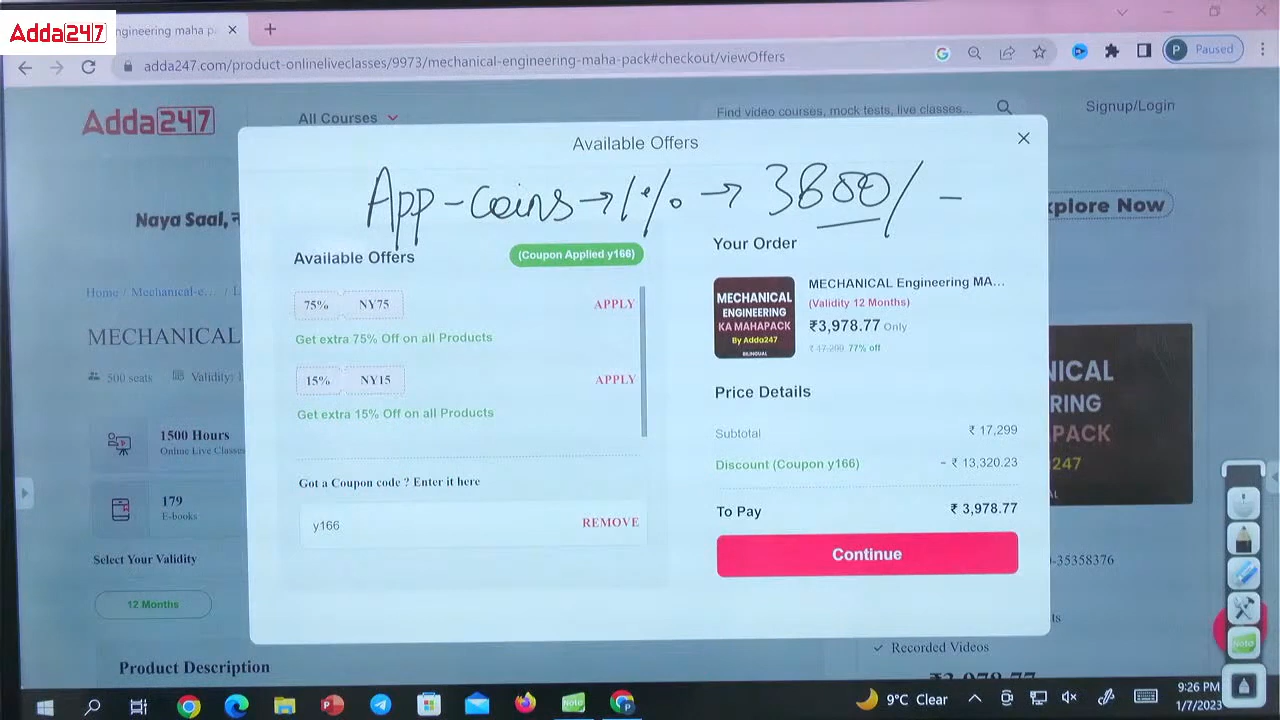 Adda247
ngineering maha p
Paused
adda247.com/product-onlineliveclasses/9973/mechanical-engineering-maha-pack#checkout/viewOffers
Adda247
All Courses
Find video courses, mock tests, live classes...
Signup/Login
Available Offers
App-coins → 1% → 3800/-
Naya Saal,
xplore Now
Available Offers
(Coupon Applied y166)
Your Order
75% NY75 APPLY
Get extra 75% Off on all Products
15% NY15 APPLY
Get extra 15% Off on all Products
Got a Coupon code ? Enter it here
y166 REMOVE
MECHANICAL ENGINEERING KA MAHAPACK
By Adda247
BILINGUAL
MECHANICAL Engineering MA...
(Validity 12 Months)
₹3,978.77 Only
77% off
Price Details
Subtotal ₹ 17,299
Discount (Coupon y166) - ₹ 13,320.23
To Pay ₹ 3,978.77
Continue
Home / Mechanical-e... /
MECHANICAL
500 seats Validity:
1500 Hours
Online Live Classe
179
E-books
Select Your Validity
12 Months
Product Description
NICAL
RING
PACK
247
-35358376
ts
Recorded Videos
Note
9°C Clear
9:26 PM
1/7/2023